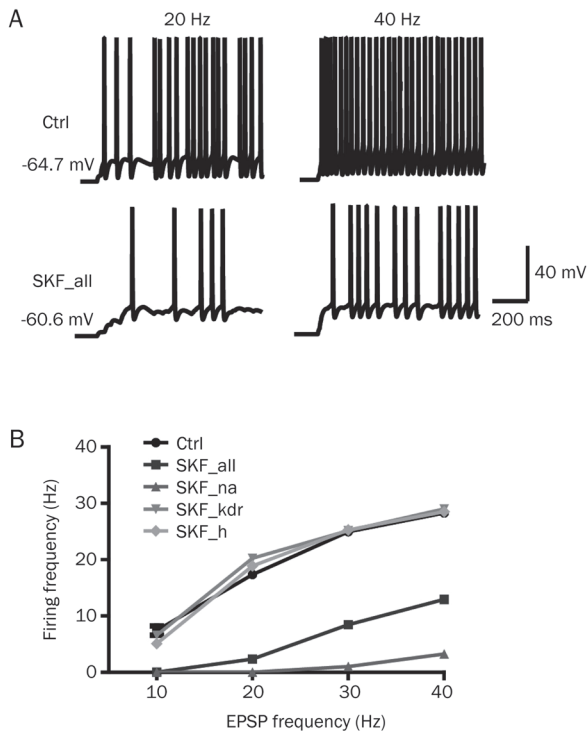 A
20 Hz
40 Hz
Ctrl
-64.7 mV
SKF_all
-60.6 mV
40 mV
200 ms
B
Ctrl
SKF_all
SKF_na
SKF_kdr
SKF_h
Firing frequency (Hz)
40
30
20
10
0
10
20
30
40
EPSP frequency (Hz)